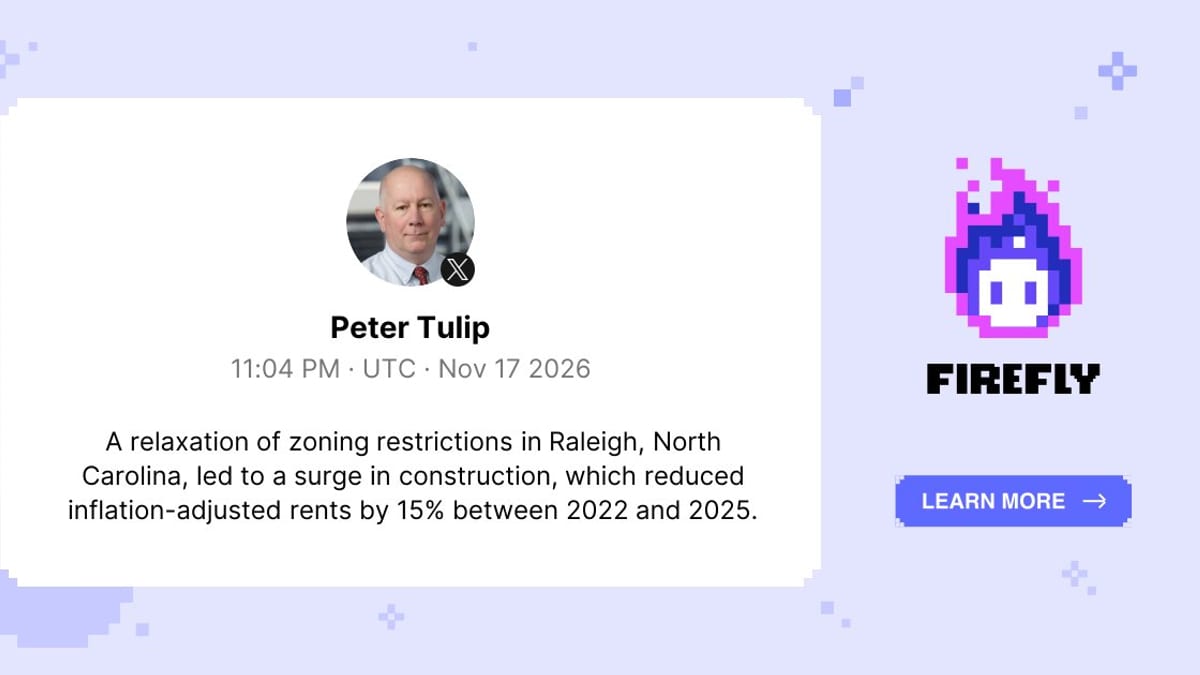 Peter Tulip
11:04 PM · UTC · Nov 17 2026
A relaxation of zoning restrictions in Raleigh, North
Carolina, led to a surge in construction, which reduced
inflation-adjusted rents by 15% between 2022 and 2025.
FIREFLY
LEARN MORE →